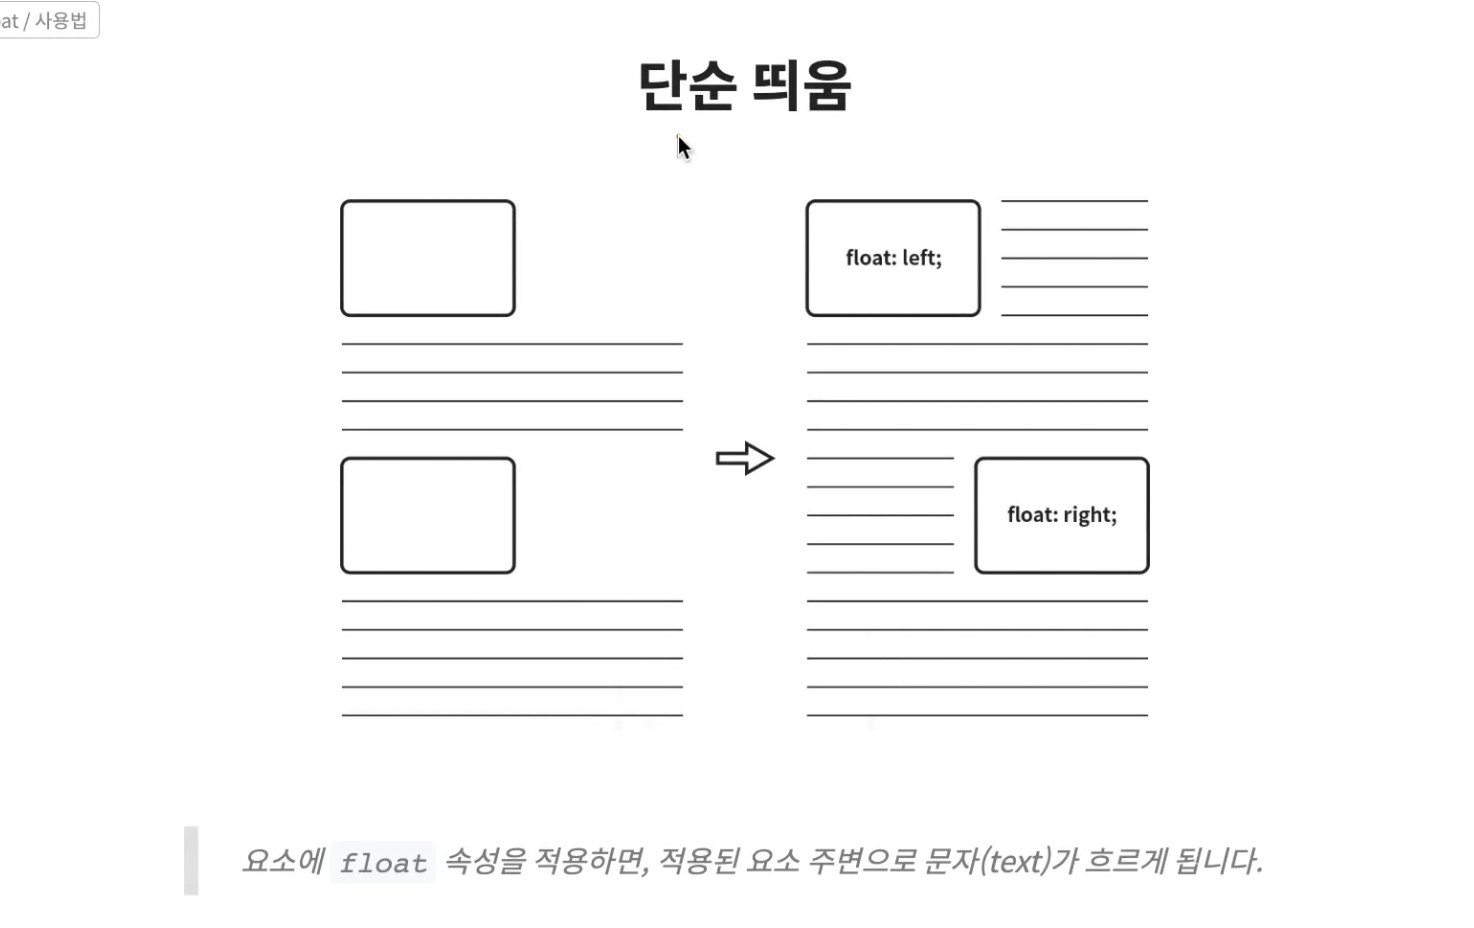 at / 사용법
단순 띄움
float: left;
float: right;
요소에 float 속성을 적용하면, 적용된 요소 주변으로 문자(text)가 흐르게 됩니다.